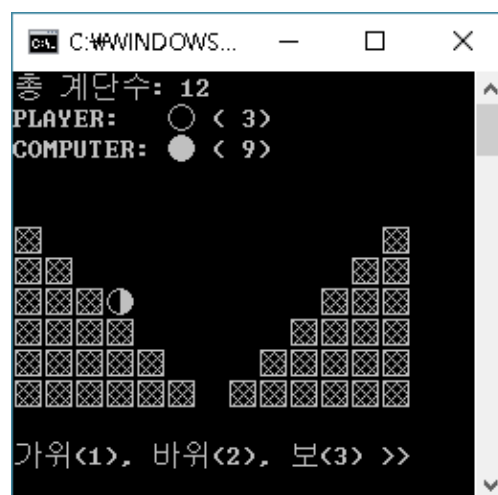 C:\WINDOWS...
총 계단수: 12
PLAYER: ○ ( 3)
COMPUTER: ● ( 9)
가위(1), 바위(2), 보(3) >>